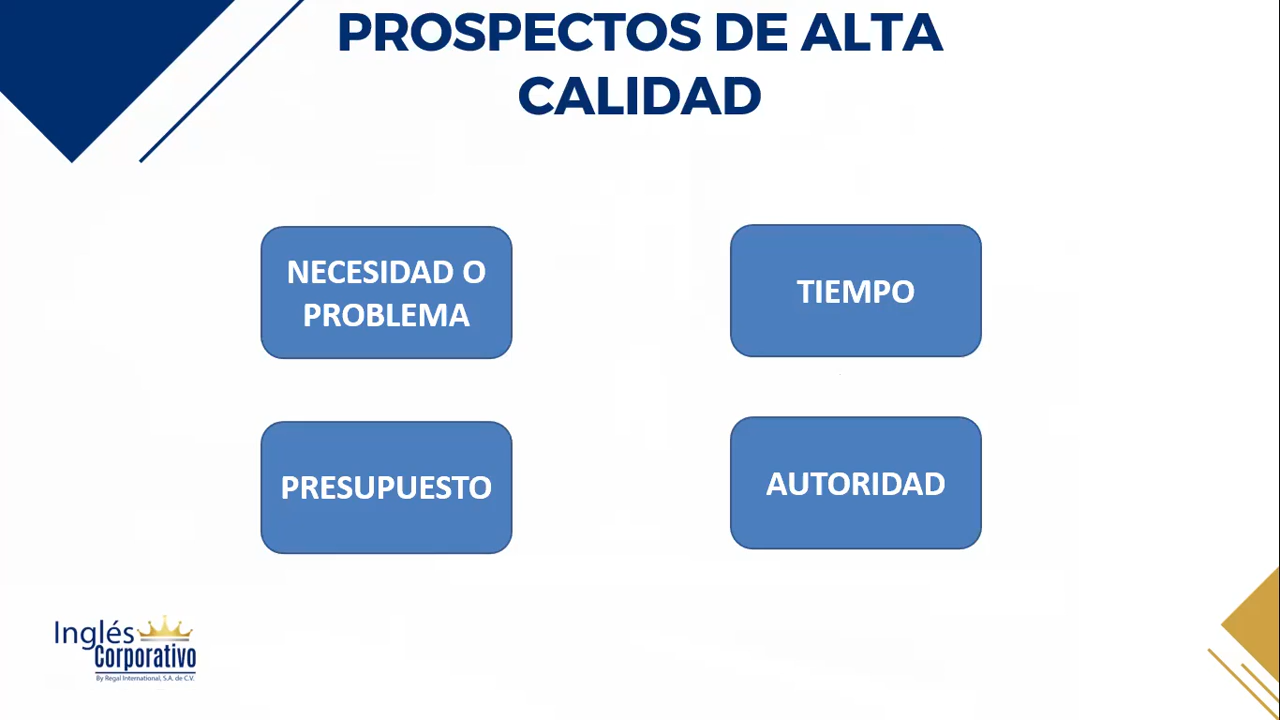 PROSPECTOS DE ALTA
CALIDAD
NECESIDAD O
PROBLEMA
TIEMPO
PRESUPUESTO
AUTORIDAD
Inglés
Corporativo
By Regal International, S.A. de C.V.